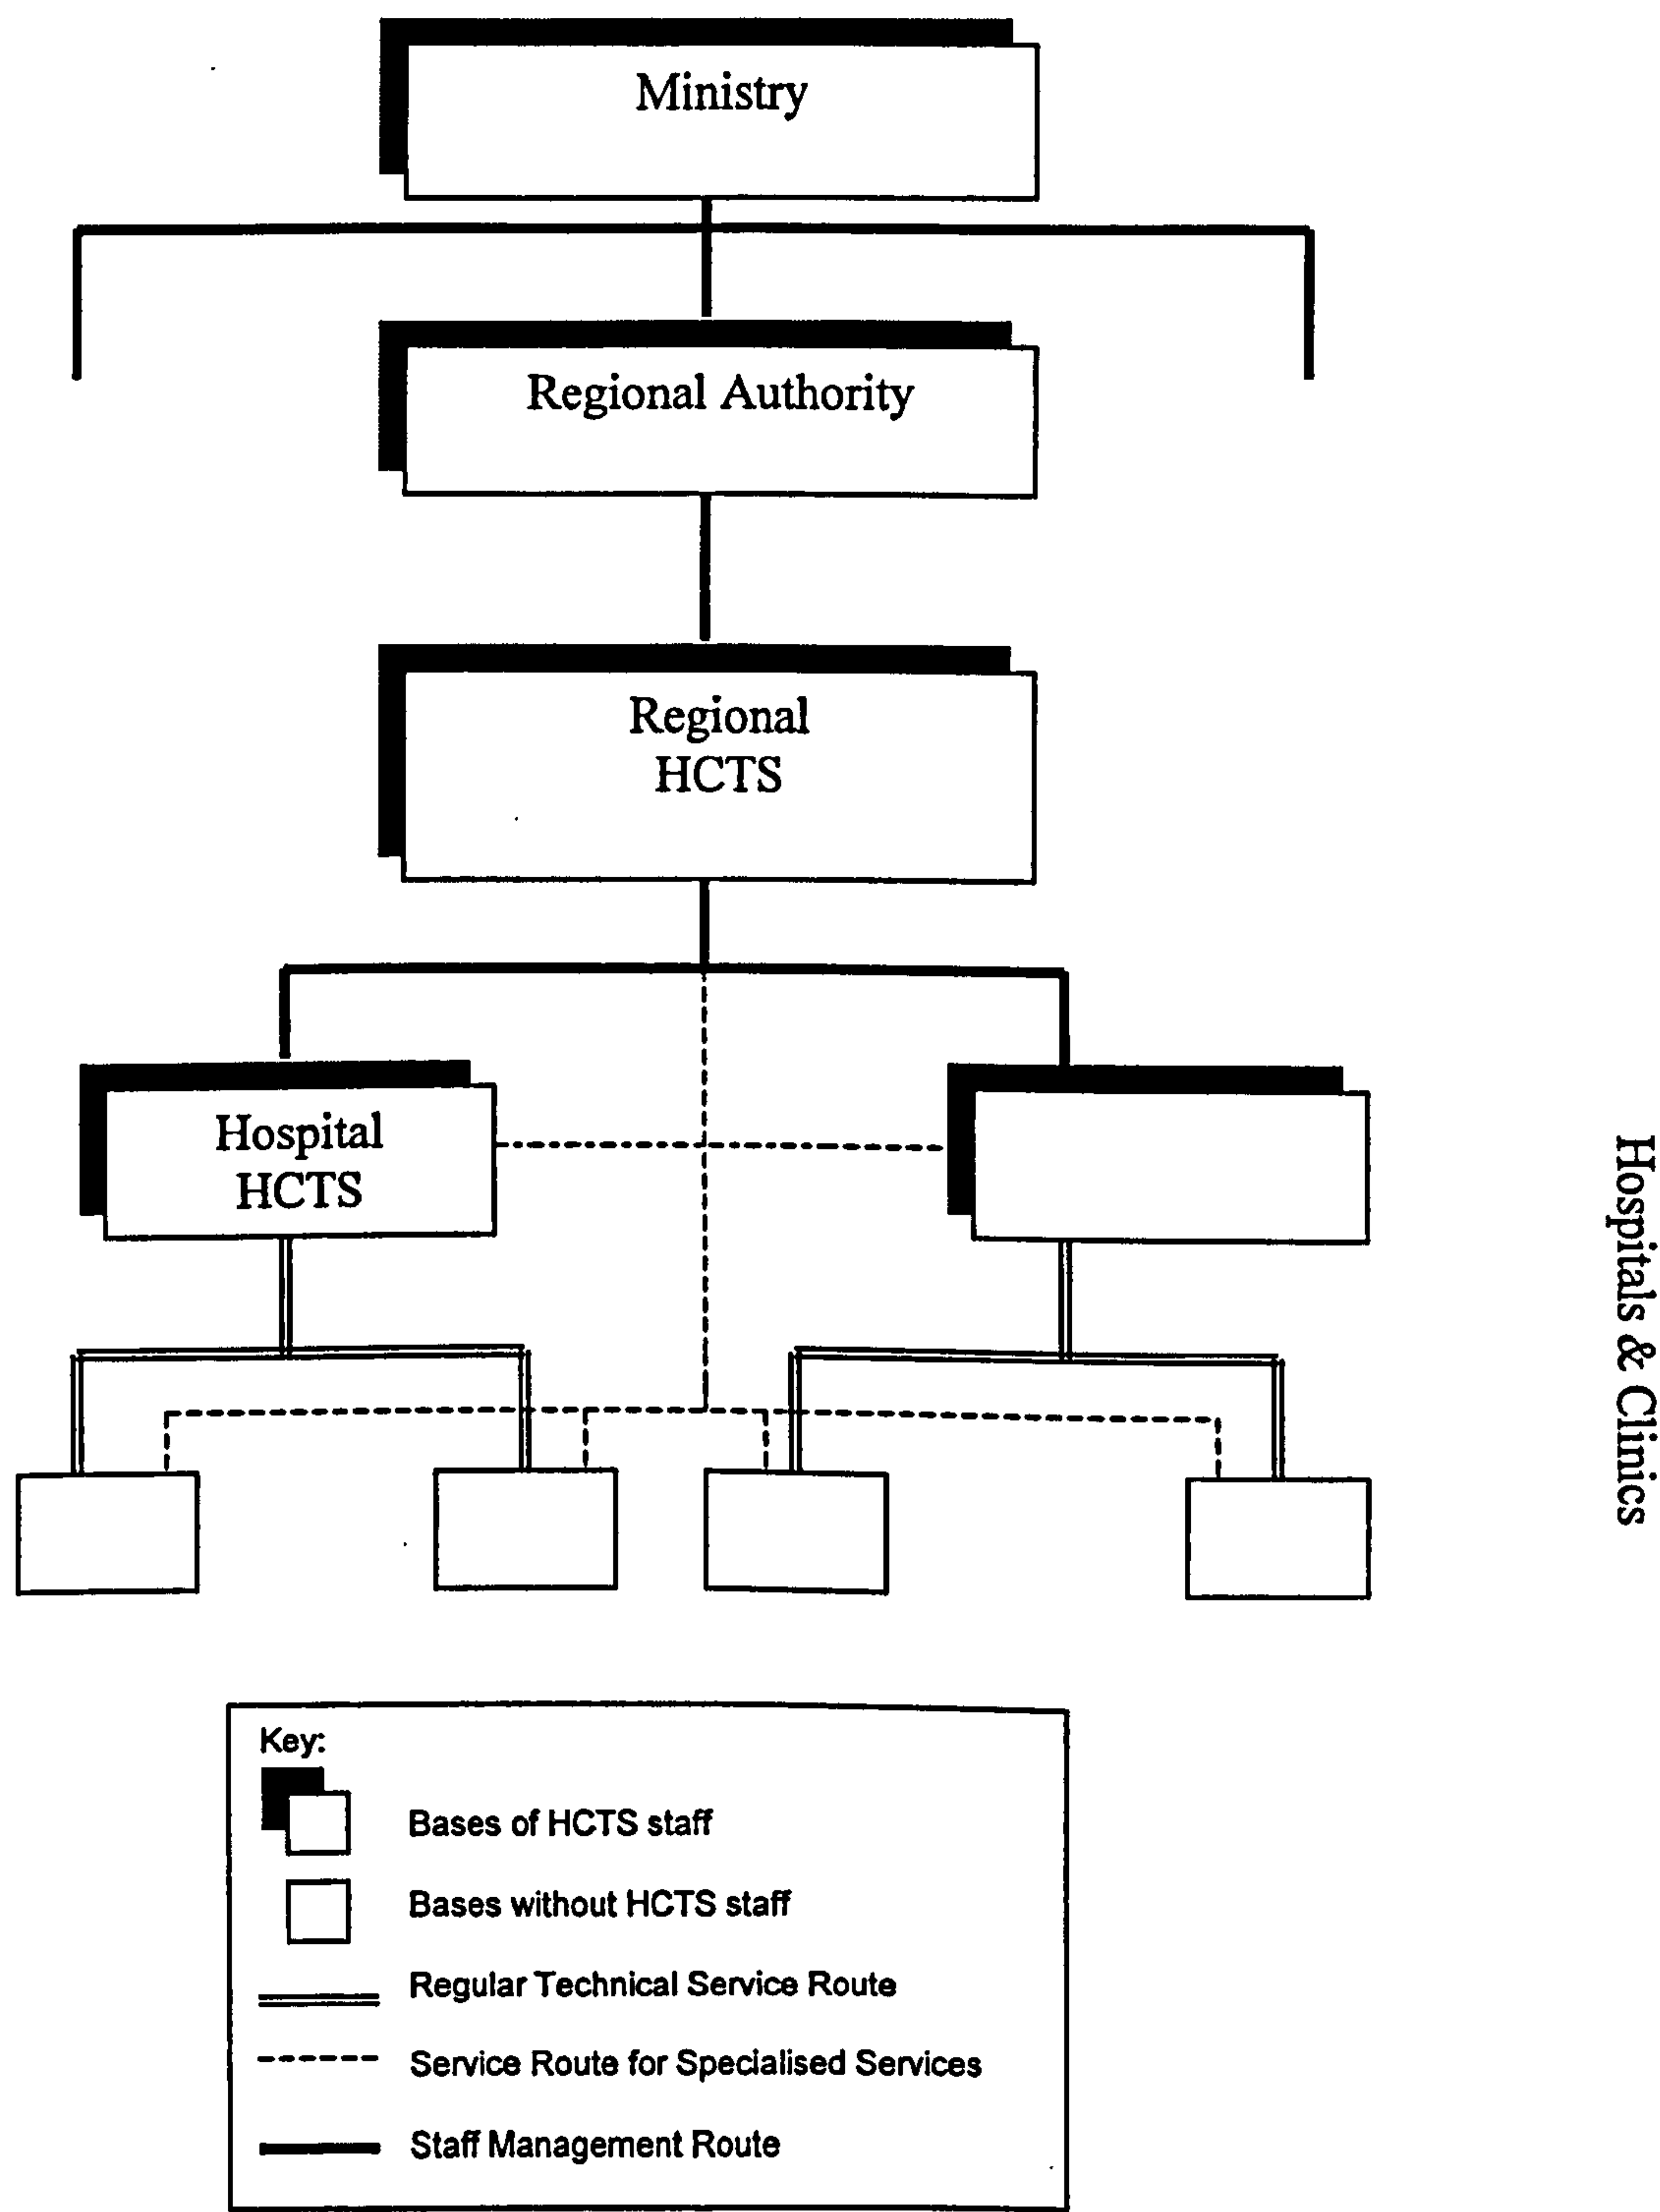 Ministry
Regional Authority
Regional
HCTS
Hospital
HCTS
Hospitals & Clinics
Key:
Bases of HCTS staff
Bases without HCTS staff
Regular Technical Service Route
Service Route for Specialised Services
Staff Management Route